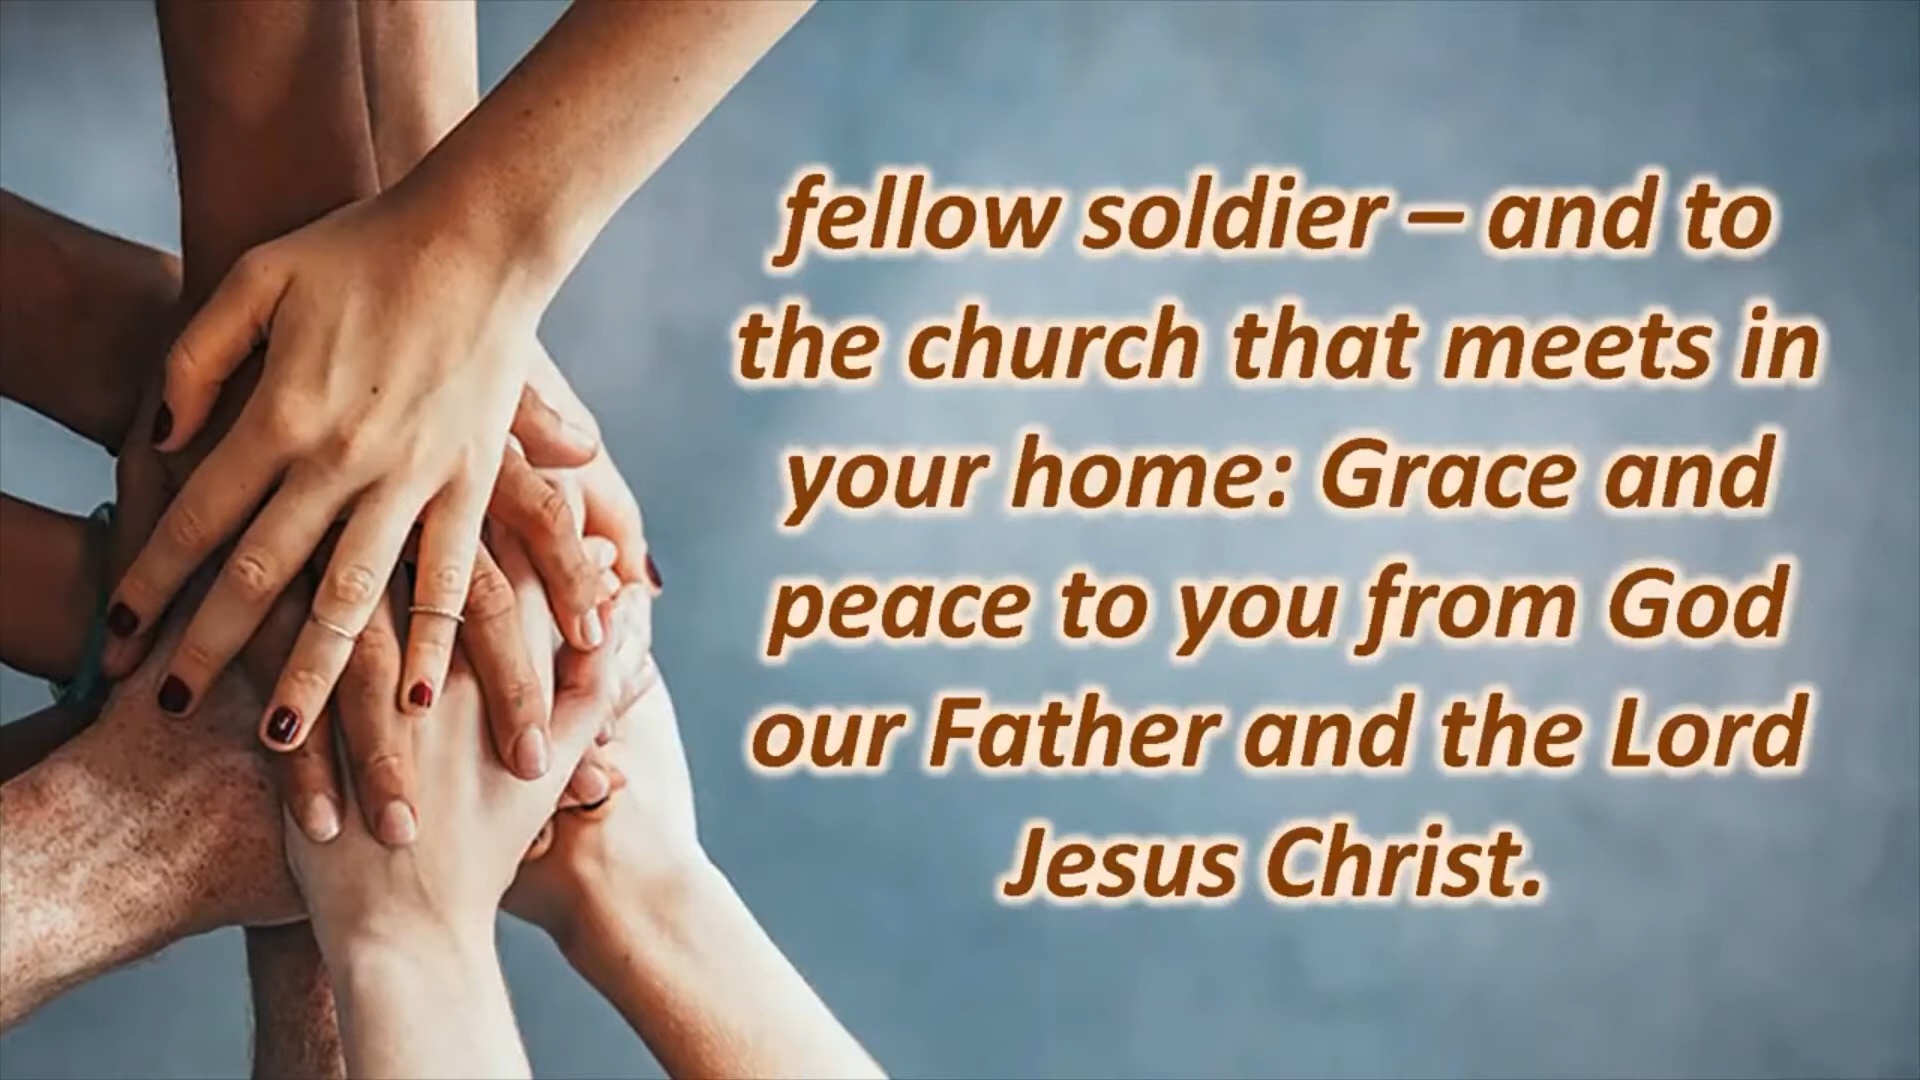 fellow soldier – and to
the church that meets in
your home: Grace and
peace to you from God
our Father and the Lord
Jesus Christ.